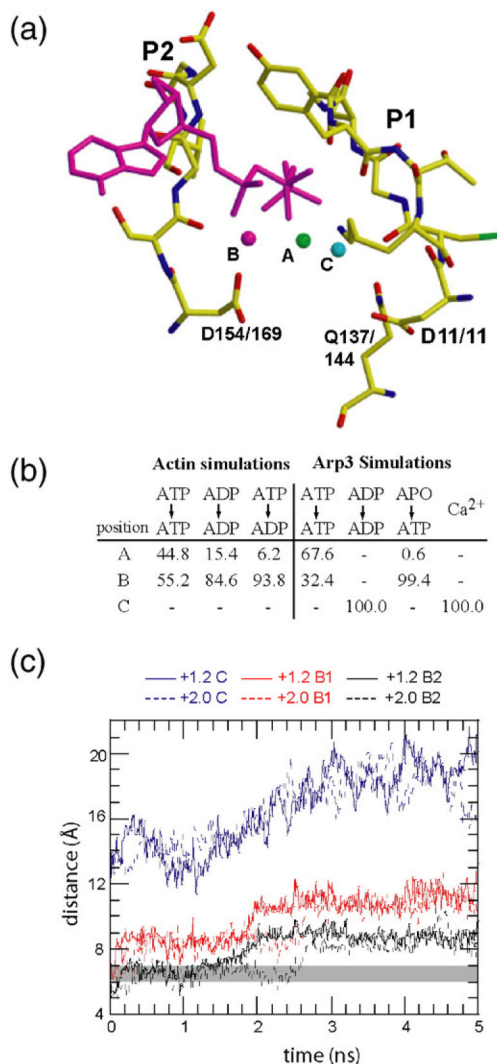 (a)
P2
P1
B
A
C
D154/169
Q137/
144
D11/11
(b)
Actin simulations Arp3 Simulations
ATP ADP ATP ATP ADP APO
↓ ↓ ↓ ↓ ↓ ↓ Ca2+
position ATP ATP ADP ATP ADP ATP
A 44.8 15.4 6.2 67.6 - 0.6 -
B 55.2 84.6 93.8 32.4 - 99.4 -
C - - - - 100.0 - 100.0
(c)
+1.2 C +1.2 B1 +1.2 B2
+2.0 C +2.0 B1 +2.0 B2
20
16
12
8
4
distance (Å)
0 1 2 3 4 5
time (ns)